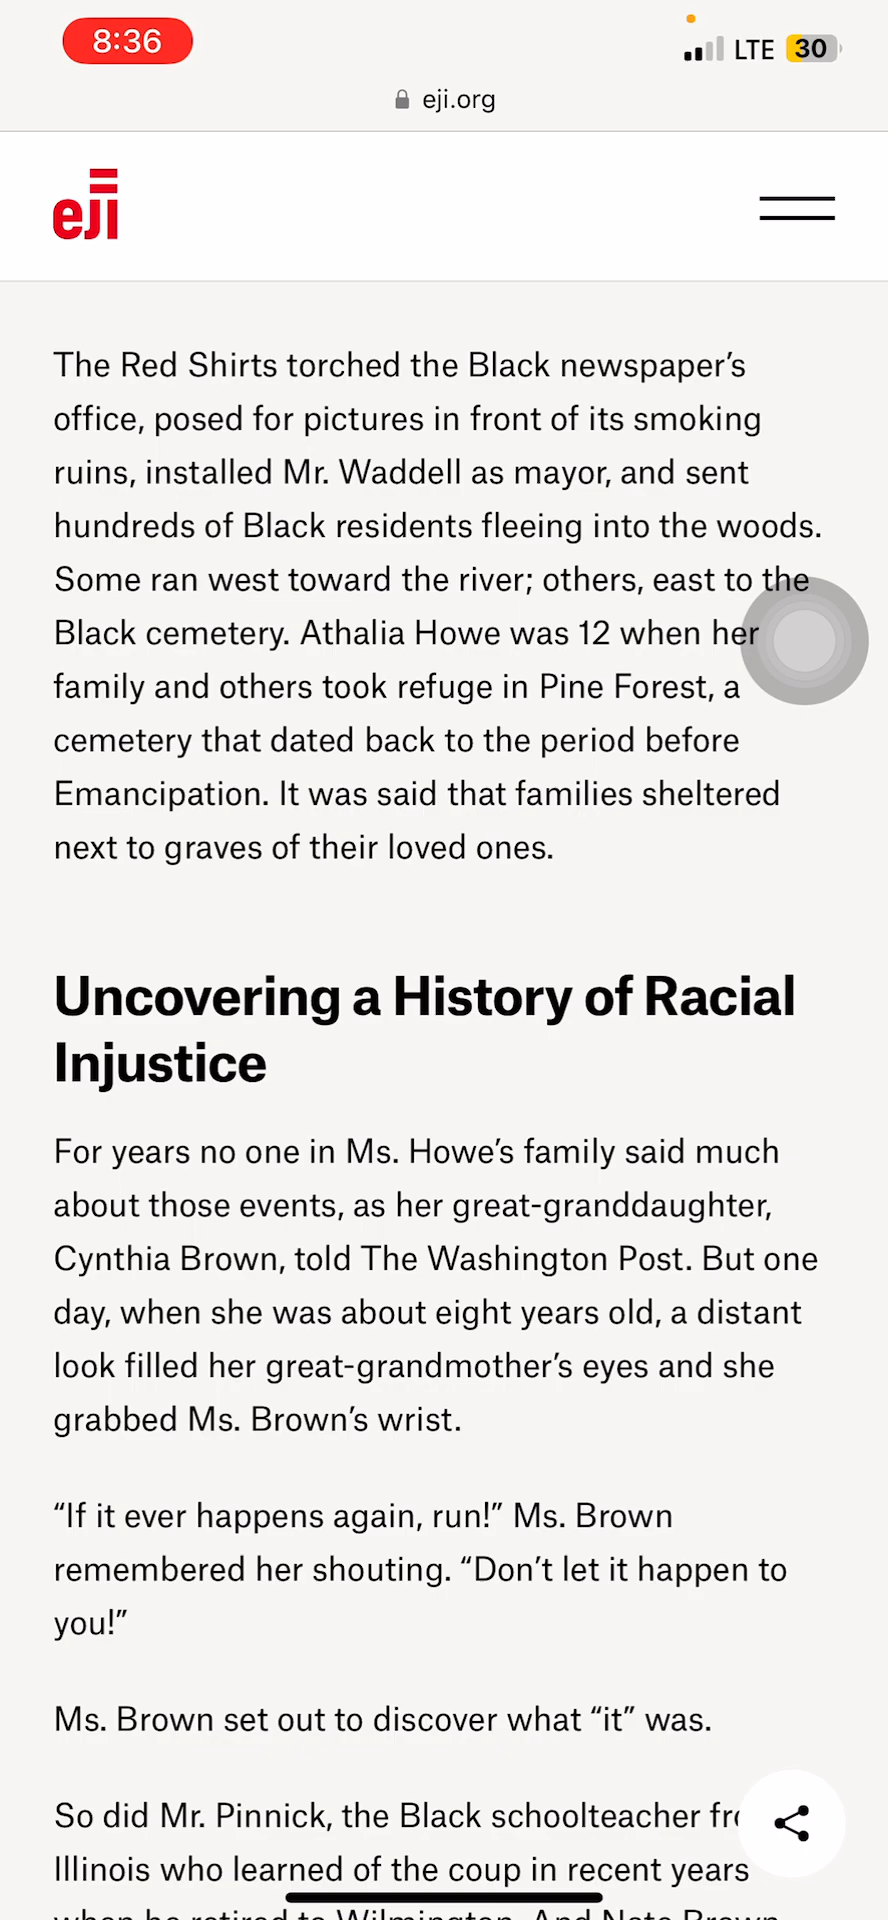 8:36
LTE 30
eji.org
eji
The Red Shirts torched the Black newspaper’s
office, posed for pictures in front of its smoking
ruins, installed Mr. Waddell as mayor, and sent
hundreds of Black residents fleeing into the woods.
Some ran west toward the river; others, east to the
Black cemetery. Athalia Howe was 12 when her
family and others took refuge in Pine Forest, a
cemetery that dated back to the period before
Emancipation. It was said that families sheltered
next to graves of their loved ones.
Uncovering a History of Racial
Injustice
For years no one in Ms. Howe’s family said much
about those events, as her great-granddaughter,
Cynthia Brown, told The Washington Post. But one
day, when she was about eight years old, a distant
look filled her great-grandmother’s eyes and she
grabbed Ms. Brown’s wrist.
“If it ever happens again, run!” Ms. Brown
remembered her shouting. “Don’t let it happen to
you!”
Ms. Brown set out to discover what “it” was.
So did Mr. Pinnick, the Black schoolteacher
Illinois who learned of the coup in recent years
when he retired to Wilmington. And Nate Brown